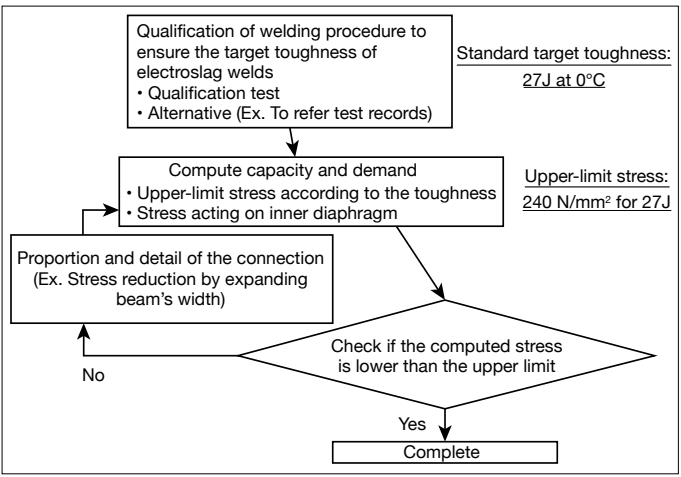 Qualification of welding procedure to
ensure the target toughness of
electroslag welds
• Qualification test
• Alternative (Ex. To refer test records)
Standard target toughness:
27J at 0°C
Compute capacity and demand
• Upper-limit stress according to the toughness
• Stress acting on inner diaphragm
Upper-limit stress:
240 N/mm² for 27J
Proportion and detail of the connection
(Ex. Stress reduction by expanding
beam's width)
Check if the computed stress
is lower than the upper limit
No
Yes
Complete